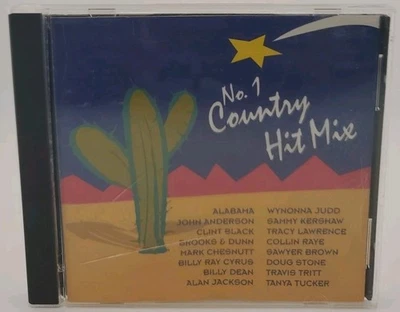 No. 1
Country
Hit Mix
ALABAMA
JOHN ANDERSON
CLINT BLACK
BROOKS & DUNN
MARK CHESNUTT
BILLY RAY CYRUS
BILLY DEAN
ALAN JACKSON
WYNONNA JUDD
SAMMY KERSHAW
TRACY LAWRENCE
COLLIN RAYE
SAWYER BROWN
DOUG STONE
TRAVIS TRITT
TANYA TUCKER